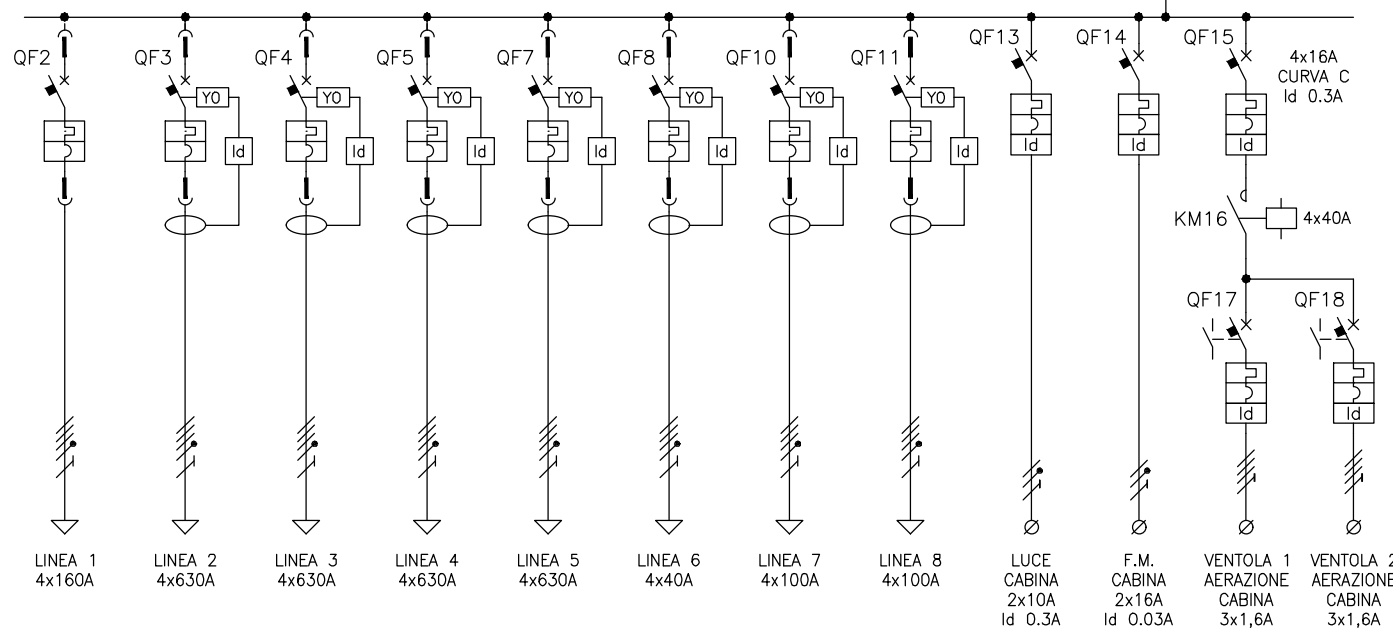 QF2
QF3
QF4
QF5
QF7
QF8
QF10
QF11
QF13
QF14
QF15
4x16A
CURVA C
Id 0.3A
YO
YO
YO
YO
YO
YO
YO
Id
Id
Id
Id
Id
Id
Id
Id
Id
Id
KM16
4x40A
QF17
QF18
Id
Id
LINEA 1
4x160A
LINEA 2
4x630A
LINEA 3
4x630A
LINEA 4
4x630A
LINEA 5
4x630A
LINEA 6
4x40A
LINEA 7
4x100A
LINEA 8
4x100A
LUCE
CABINA
2x10A
Id 0.3A
F.M.
CABINA
2x16A
Id 0.03A
VENTOLA 1
AERAZIONE
CABINA
3x1,6A
VENTOLA 2
AERAZIONE
CABINA
3x1,6A